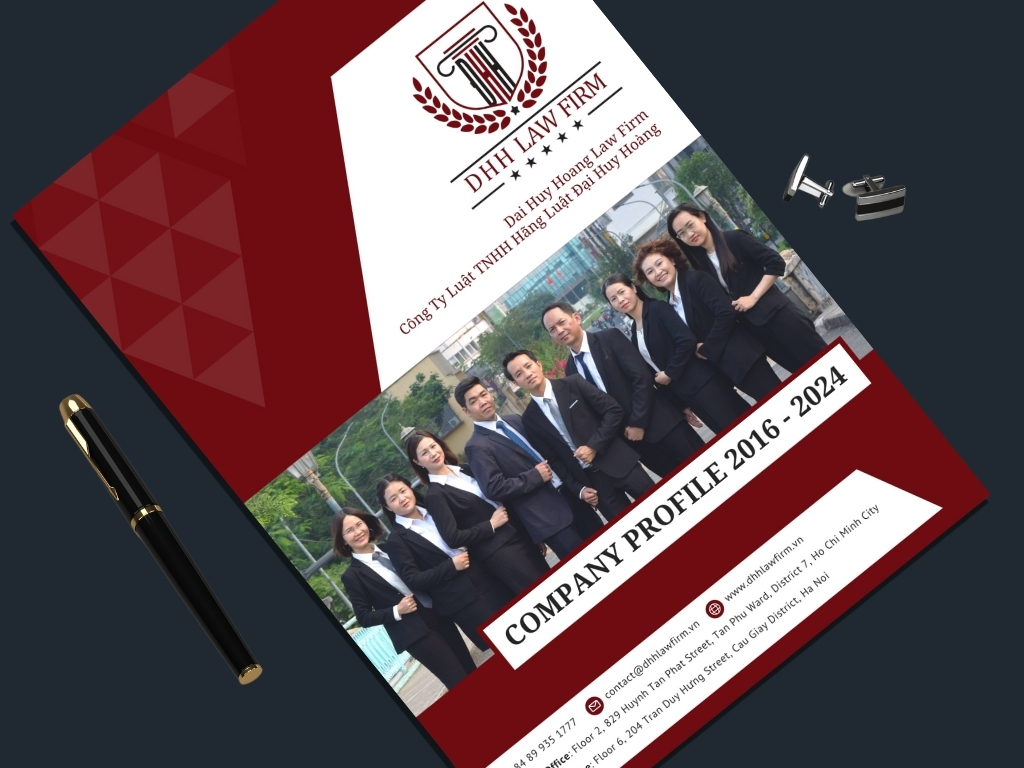 DHH
DHH LAW FIRM
Dai Huy Hoang Law Firm
Công Ty Luật TNHH Hãng Luật Đại Huy Hoàng
COMPANY PROFILE 2016 - 2024
84 89 935 1777 contact@dhhlawfirm.vn www.dhhlawfirm.vn
: Floor 2, 829 Huynh Tan Phat Street, Tan Phu Ward, District 7, Ho Chi Minh City
: Floor 6, 204 Tran Duy Hưng Street, Cau Giay District, Ha Noi